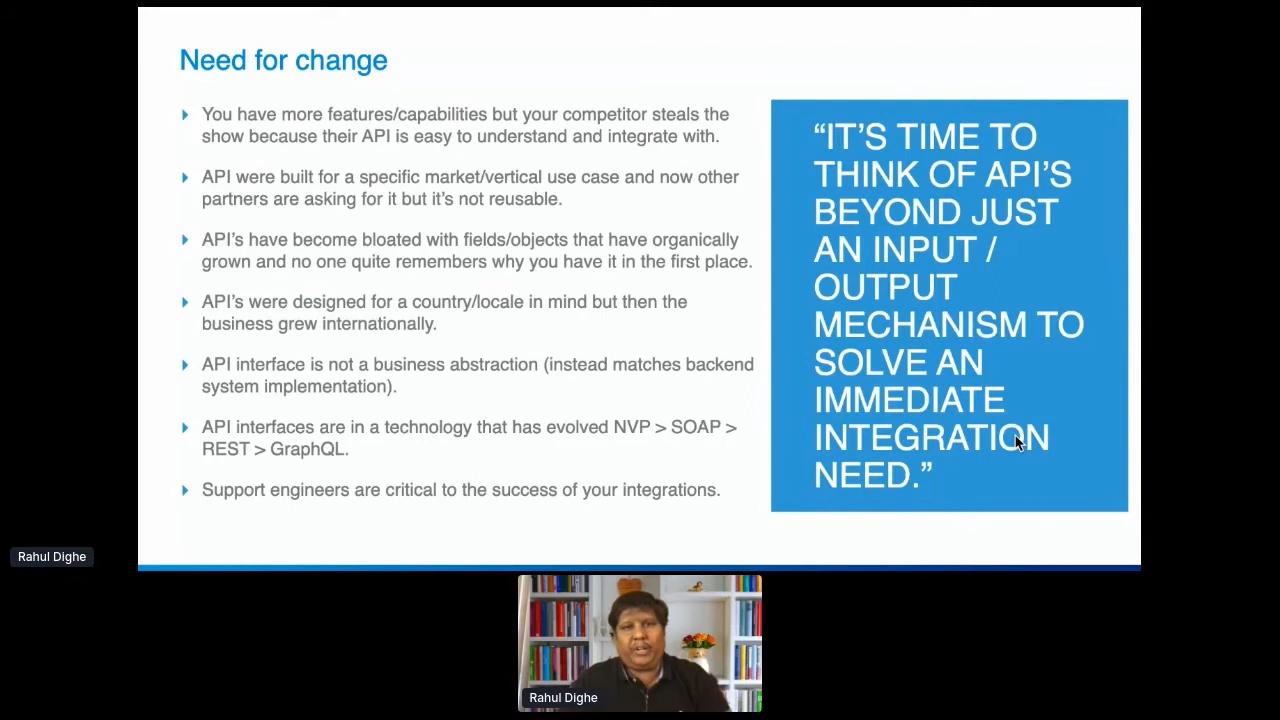 Need for change
You have more features/capabilities but your competitor steals the
show because their API is easy to understand and integrate with.
API were built for a specific market/vertical use case and now other
partners are asking for it but it’s not reusable.
API’s have become bloated with fields/objects that have organically
grown and no one quite remembers why you have it in the first place.
API’s were designed for a country/locale in mind but then the
business grew internationally.
API interface is not a business abstraction (instead matches backend
system implementation).
API interfaces are in a technology that has evolved NVP > SOAP >
REST > GraphQL.
Support engineers are critical to the success of your integrations.
“IT’S TIME TO
THINK OF API’S
BEYOND JUST
AN INPUT /
OUTPUT
MECHANISM TO
SOLVE AN
IMMEDIATE
INTEGRATION
NEED.”
Rahul Dighe
Rahul Dighe